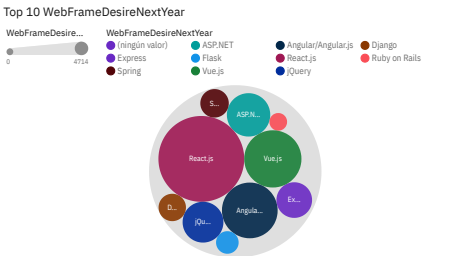 Top 10 WebFrameDesireNextYear
WebFrameDesire...
0 4714
WebFrameDesireNextYear
(ningún valor) ASP.NET Angular/Angular.js Django
Express Flask React.js Ruby on Rails
Spring Vue.js jQuery
S...
ASP.N...
React.js
Vue.js
Ex...
D...
jQu...
Angula...